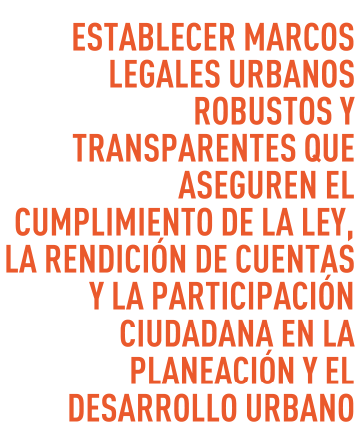 ESTABLECER MARCOS
LEGALES URBANOS
ROBUSTOS Y
TRANSPARENTES QUE
ASEGUREN EL
CUMPLIMIENTO DE LA LEY,
LA RENDICIÓN DE CUENTAS
Y LA PARTICIPACIÓN
CIUDADANA EN LA
PLANEACIÓN Y EL
DESARROLLO URBANO